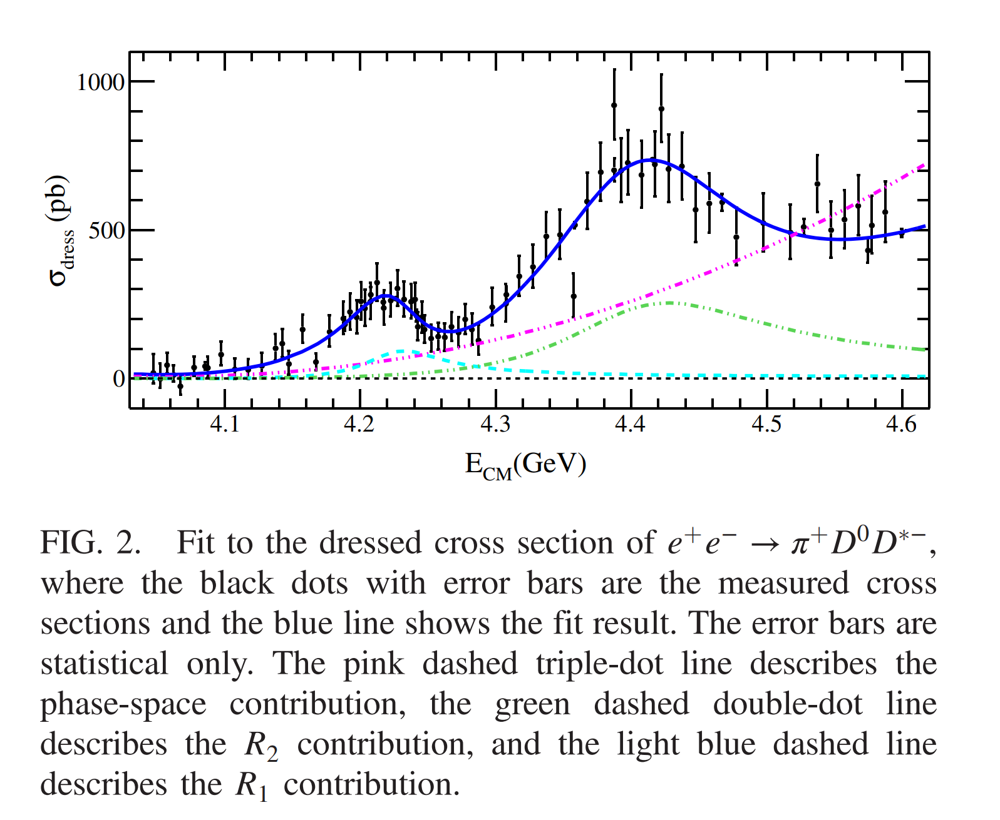 1000
500
0
σdress (pb)
4.1 4.2 4.3 4.4 4.5 4.6
ECM(GeV)
FIG. 2. Fit to the dressed cross section of e⁺e⁻ → π⁺D⁰D*⁻,
where the black dots with error bars are the measured cross
sections and the blue line shows the fit result. The error bars are
statistical only. The pink dashed triple-dot line describes the
phase-space contribution, the green dashed double-dot line
describes the R₂ contribution, and the light blue dashed line
describes the R₁ contribution.